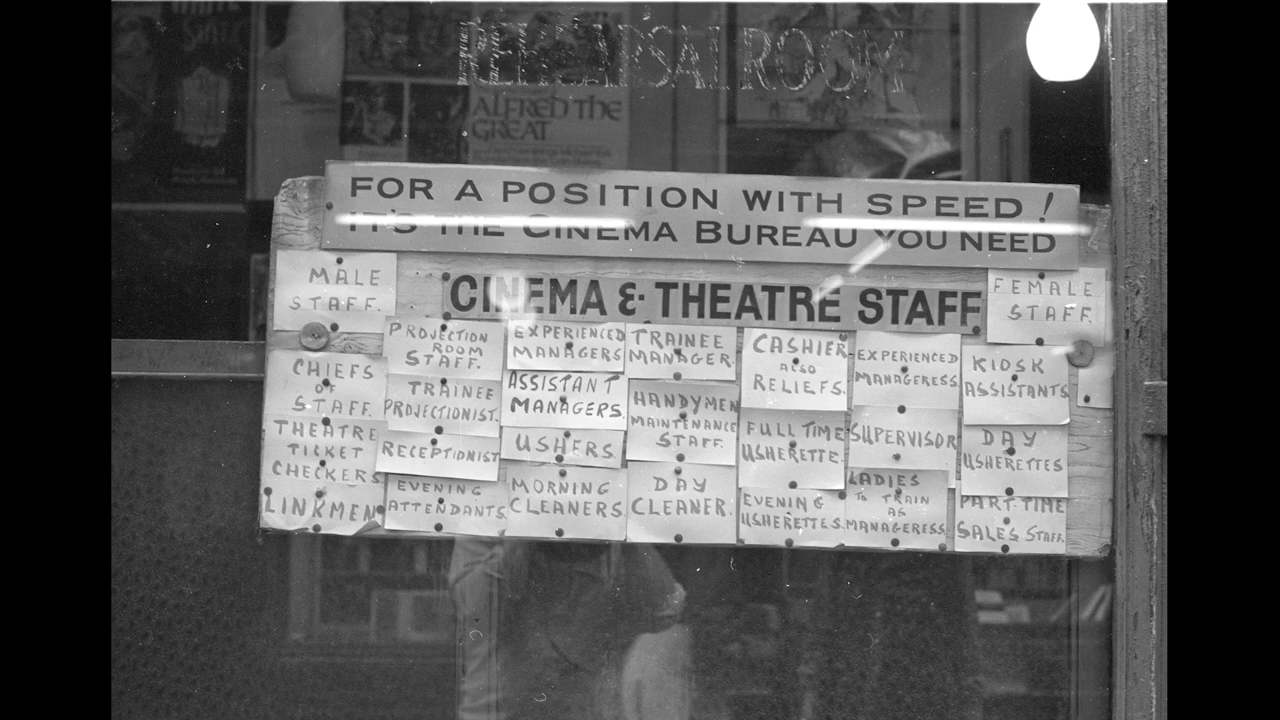 REHEARSAL ROOM
ALFRED THE
GREAT
FOR A POSITION WITH SPEED!
IT'S THE CINEMA BUREAU YOU NEED
MALE
STAFF.
CINEMA & THEATRE STAFF
FEMALE
STAFF.
CHIEFS
OF
STAFF.
THEATRE
TICKET
CHECKERS
LINKMEN
PROJECTION
ROOM
STAFF.
TRAINEE
PROJECTIONIST.
RECEPTIONIST
EVENING
ATTENDANTS
EXPERIENCED
MANAGERS
ASSISTANT
MANAGERS.
USHERS.
MORNING
CLEANERS.
TRAINEE
MANAGER.
HANDYMEN
MAINTENANCE
STAFF.
DAY
CLEANER.
CASHIER
ALSO
RELIEFS.
FULL TIME
USHERETTE.
EVENING
USHERETTES.
EXPERIENCED
MANAGERESS.
SUPERVISOR
LADIES
TO TRAIN
AS
MANAGERESS.
KIOSK
ASSISTANTS
DAY
USHERETTES
PART-TIME
SALE'S STAFF.